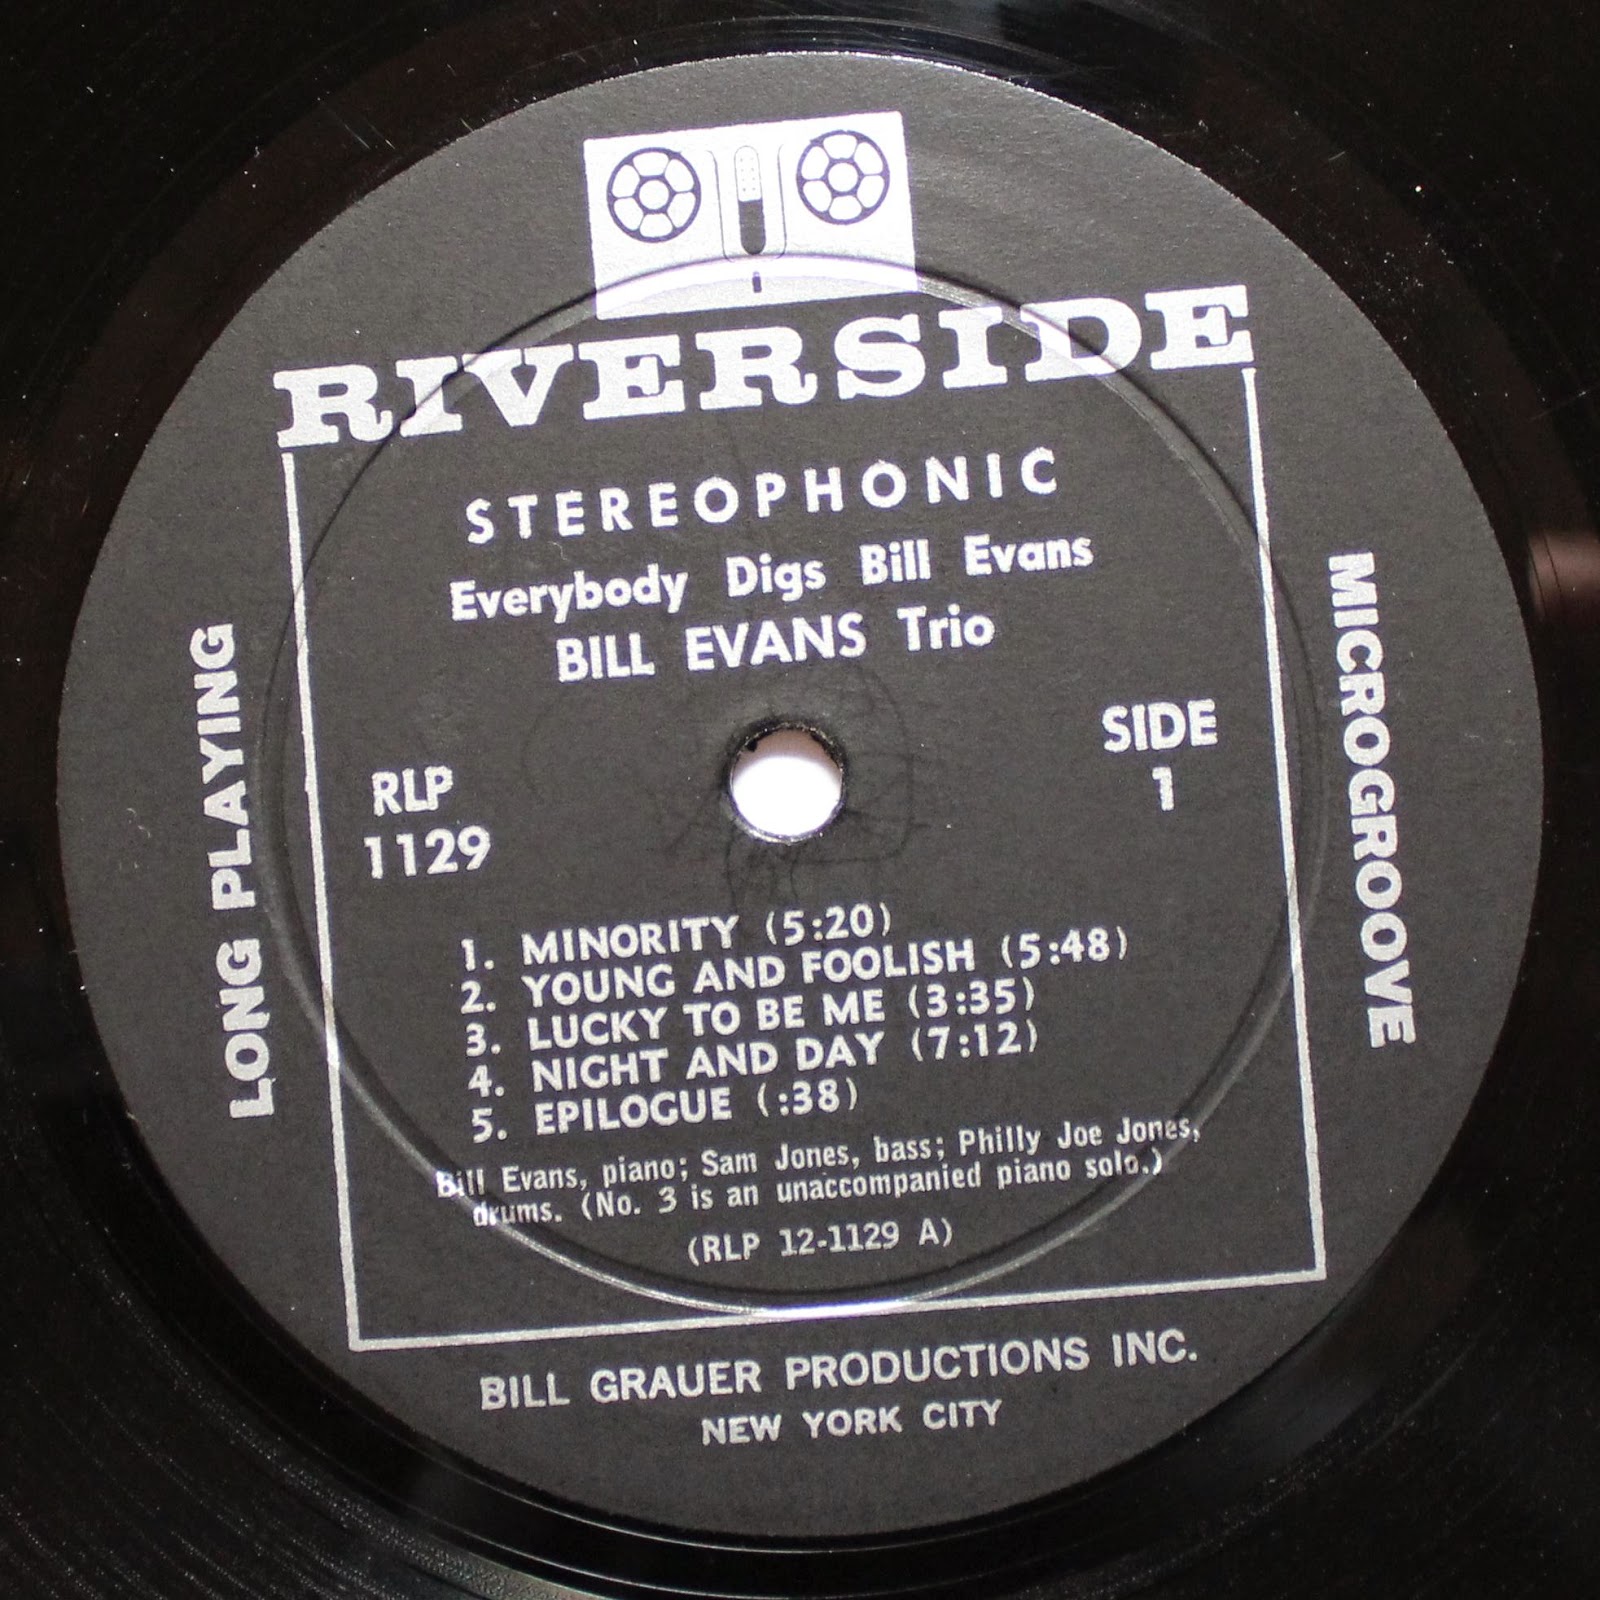 RIVERSIDE
STEREOPHONIC
Everybody Digs Bill Evans
BILL EVANS Trio
SIDE
1
RLP
1129
LONG PLAYING
MICROGROOVE
1. MINORITY (5:20)
2. YOUNG AND FOOLISH (5:48)
3. LUCKY TO BE ME (3:35)
4. NIGHT AND DAY (7:12)
5. EPILOGUE (:38)
Bill Evans, piano; Sam Jones, bass; Philly Joe Jones,
drums. (No. 3 is an unaccompanied piano solo.)
(RLP 12-1129 A)
BILL GRAUER PRODUCTIONS INC.
NEW YORK CITY